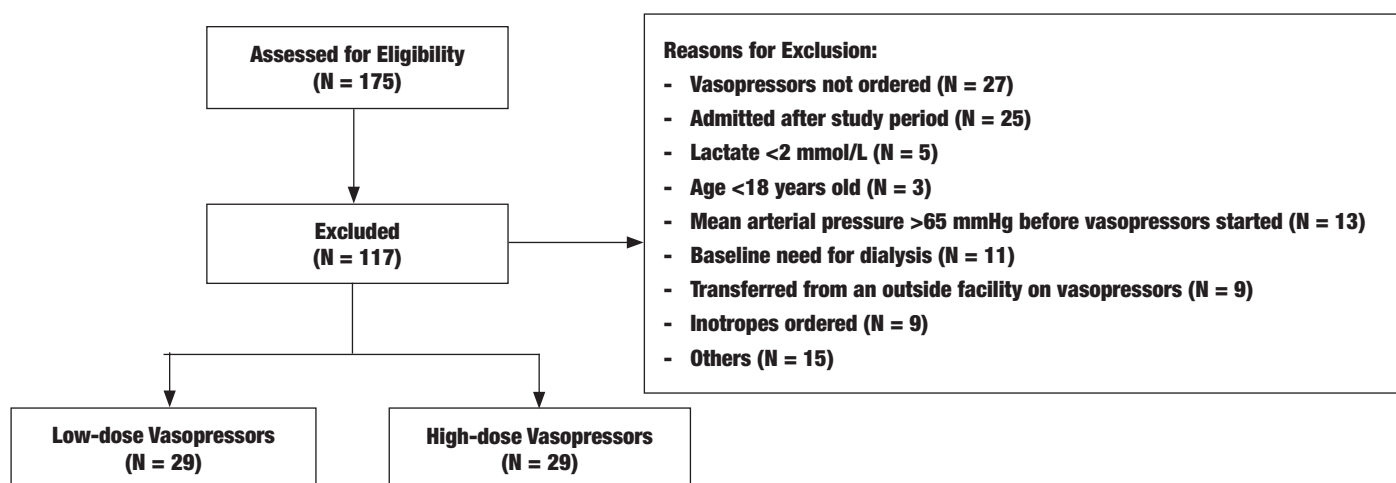 Assessed for Eligibility
(N = 175)
Excluded
(N = 117)
Reasons for Exclusion:
- Vasopressors not ordered (N = 27)
- Admitted after study period (N = 25)
- Lactate <2 mmol/L (N = 5)
- Age <18 years old (N = 3)
- Mean arterial pressure >65 mmHg before vasopressors started (N = 13)
- Baseline need for dialysis (N = 11)
- Transferred from an outside facility on vasopressors (N = 9)
- Inotropes ordered (N = 9)
- Others (N = 15)
Low-dose Vasopressors
(N = 29)
High-dose Vasopressors
(N = 29)